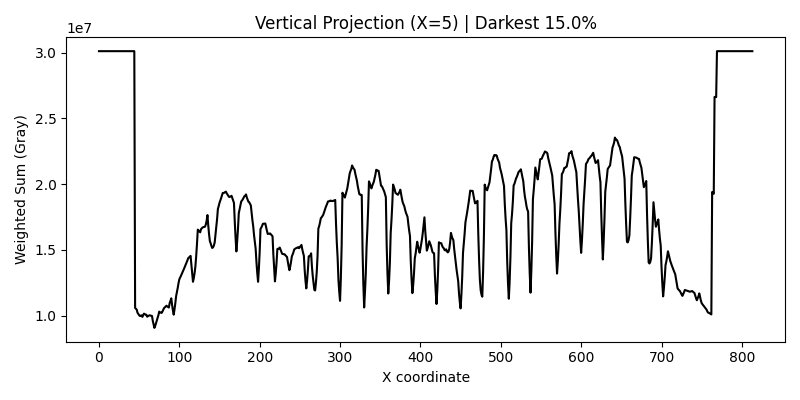 Vertical Projection (X=5) | Darkest 15.0%
1e7
3.0
2.5
2.0
1.5
1.0
Weighted Sum (Gray)
0 100 200 300 400 500 600 700 800
X coordinate